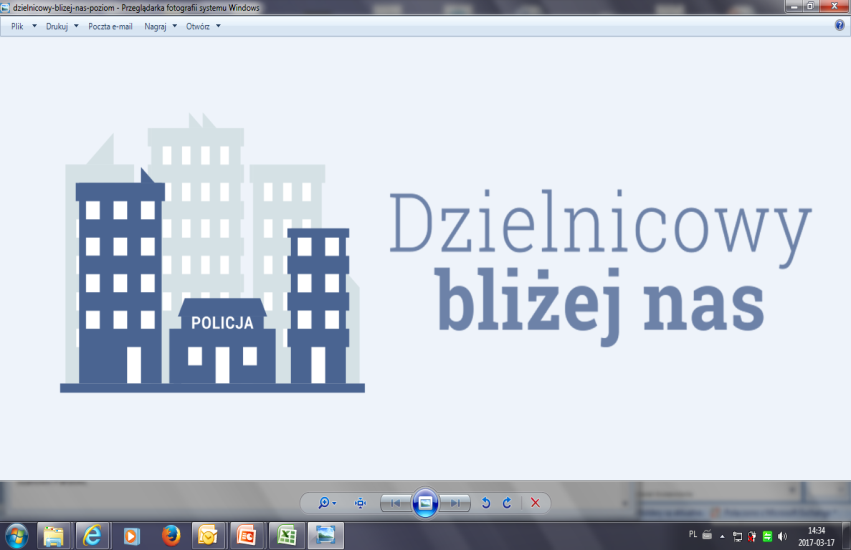 dzielnicowy-blizej-nas-poziom - Przeglądarka fotografii systemu Windows
Plik Drukuj Poczta e-mail Nagraj Otwórz
POLICJA
Dzielnicowy
bliżej nas
PL
14:34
2017-03-17